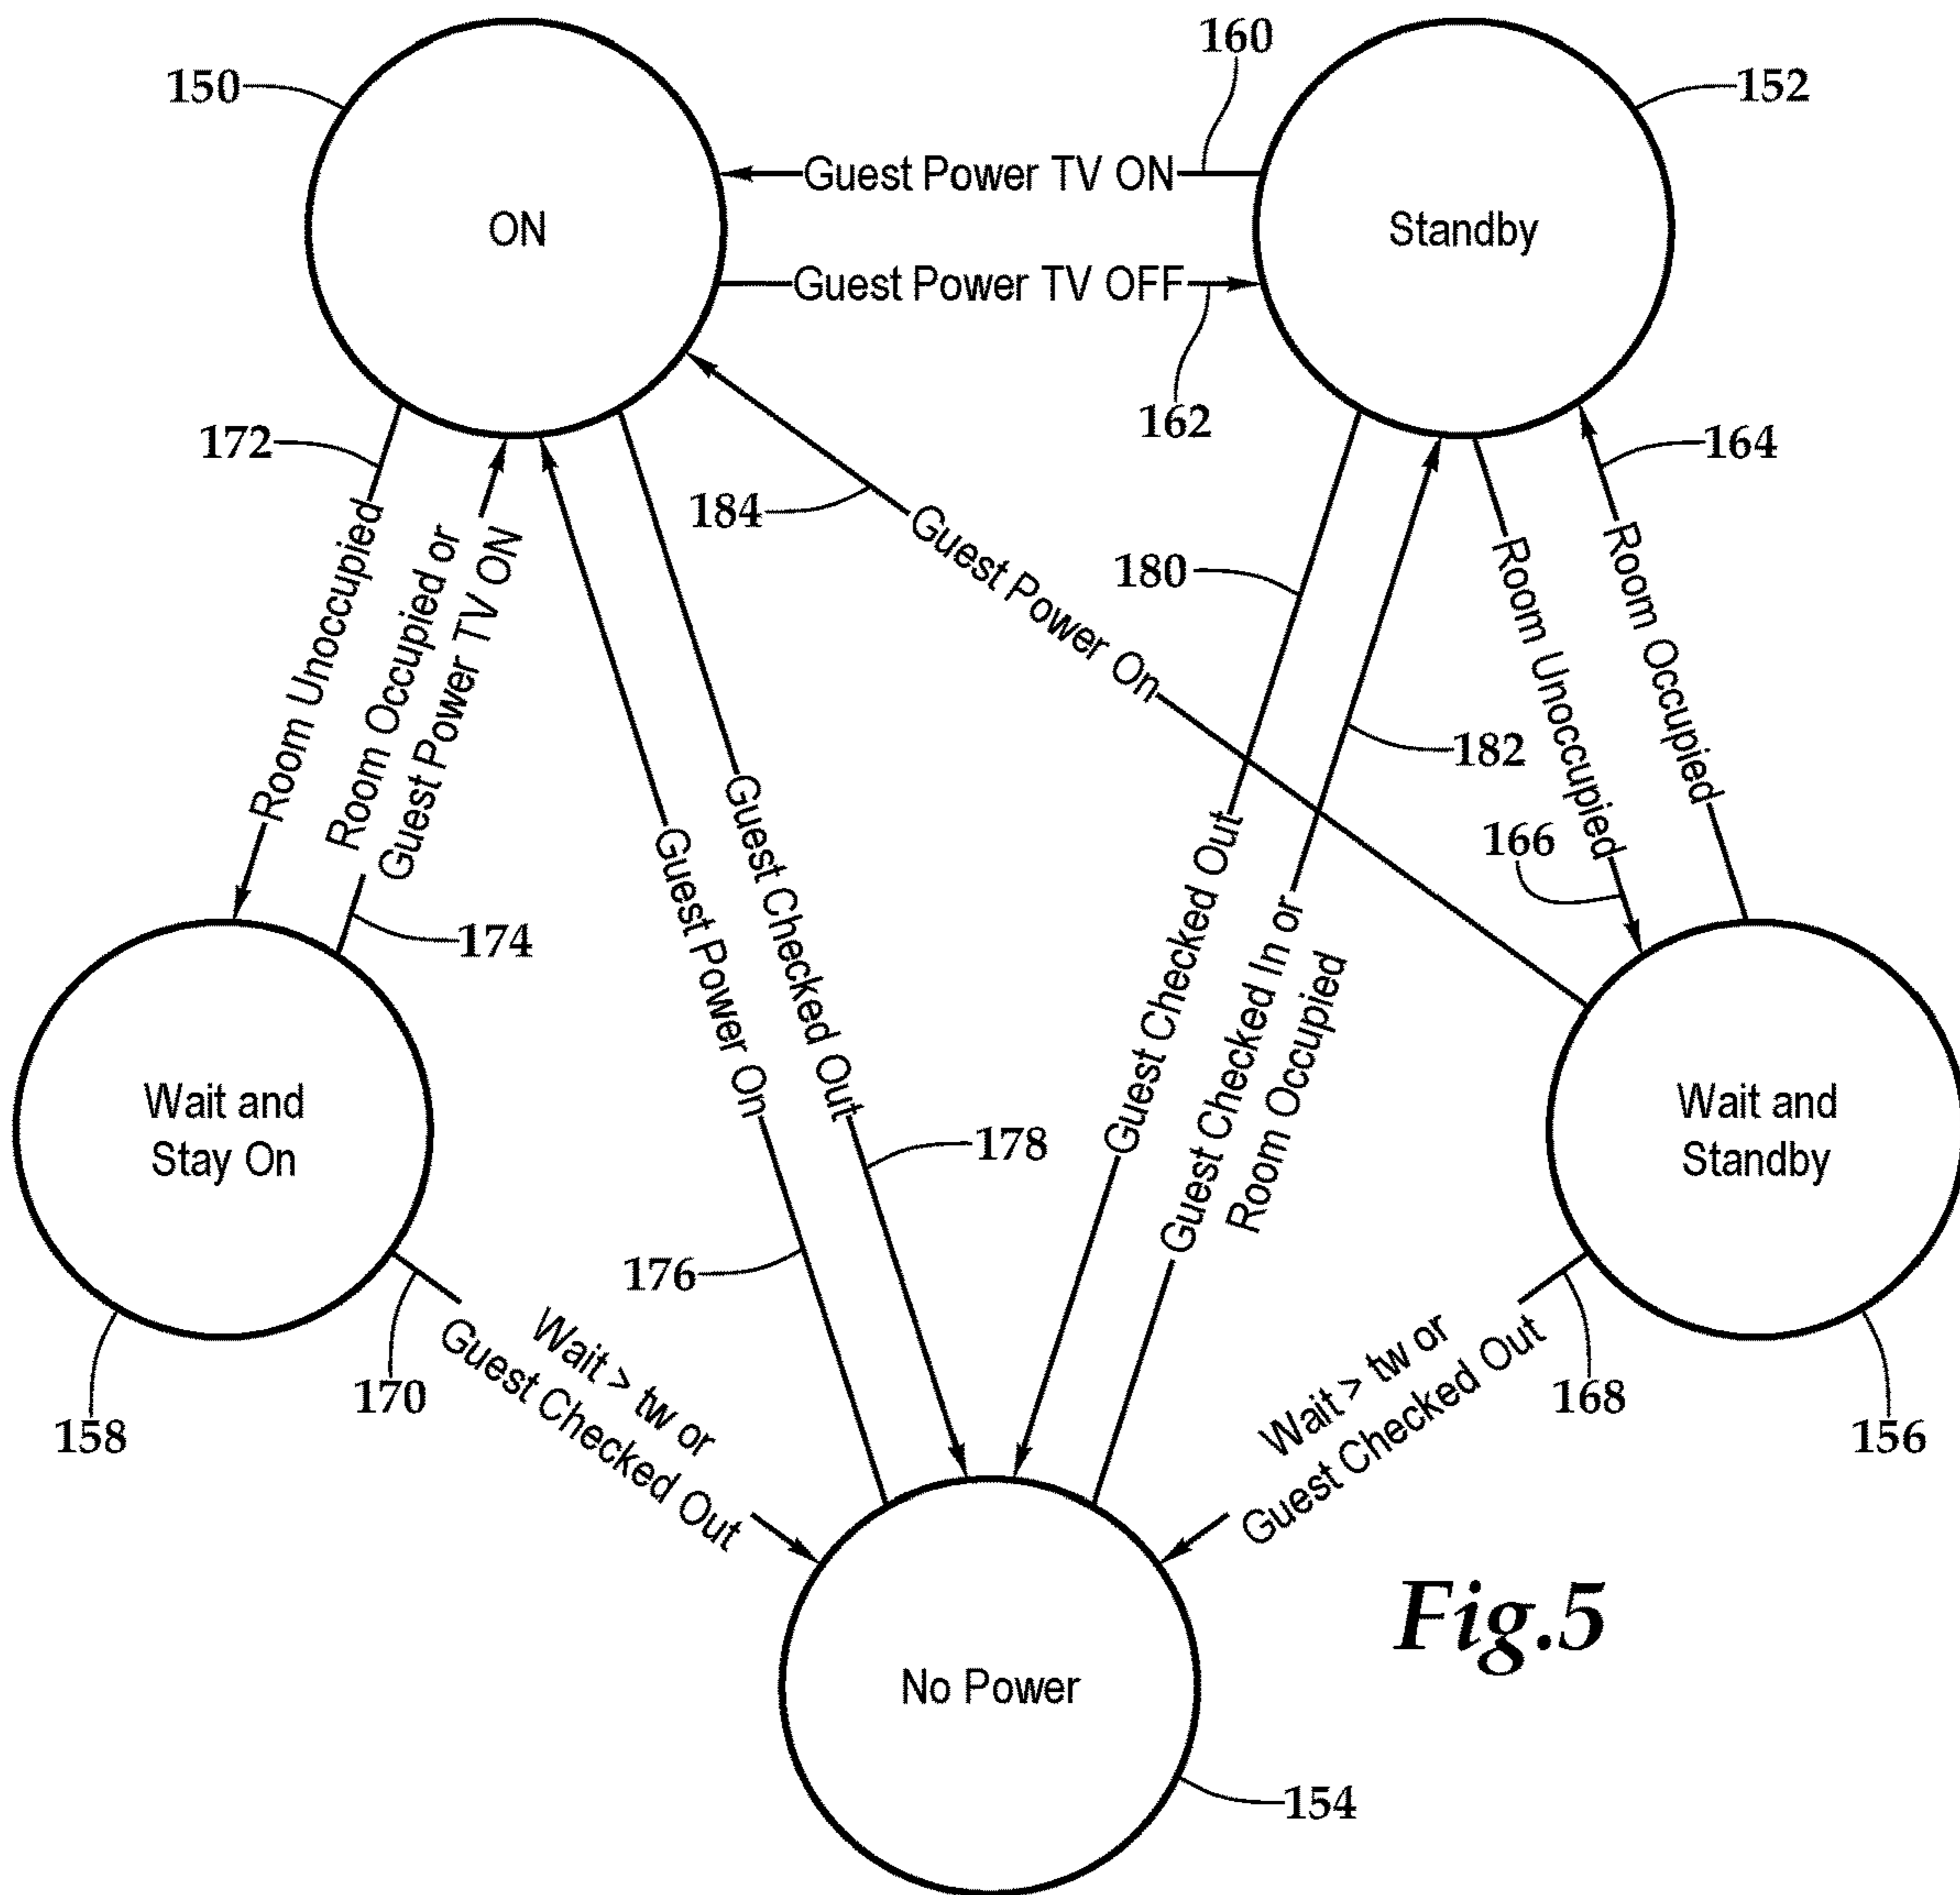 160
150
152
Guest Power TV ON
ON
Standby
Guest Power TV OFF
162
172
164
184
180
Room Unoccupied
Room Occupied or
Guest Power TV ON
Guest Power On
Room Unoccupied
Room Occupied
182
166
Guest Power On
Guest Checked Out
Guest Checked Out
Guest Checked In or
Room Occupied
174
Wait and
Stay On
Wait and
Standby
178
176
170
Wait > tw or
Guest Checked Out
Wait > tw or
Guest Checked Out
168
158
156
No Power
Fig.5
154